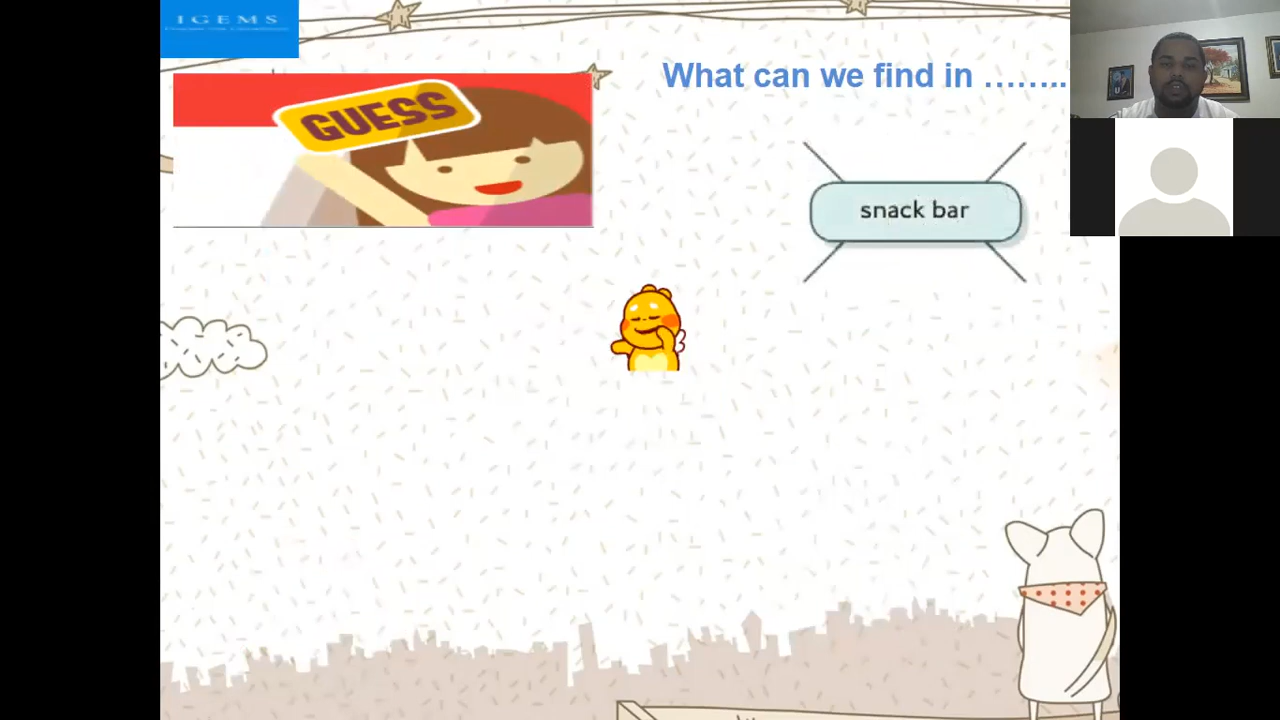 IGEMS
GUESS
What can we find in ........
snack bar